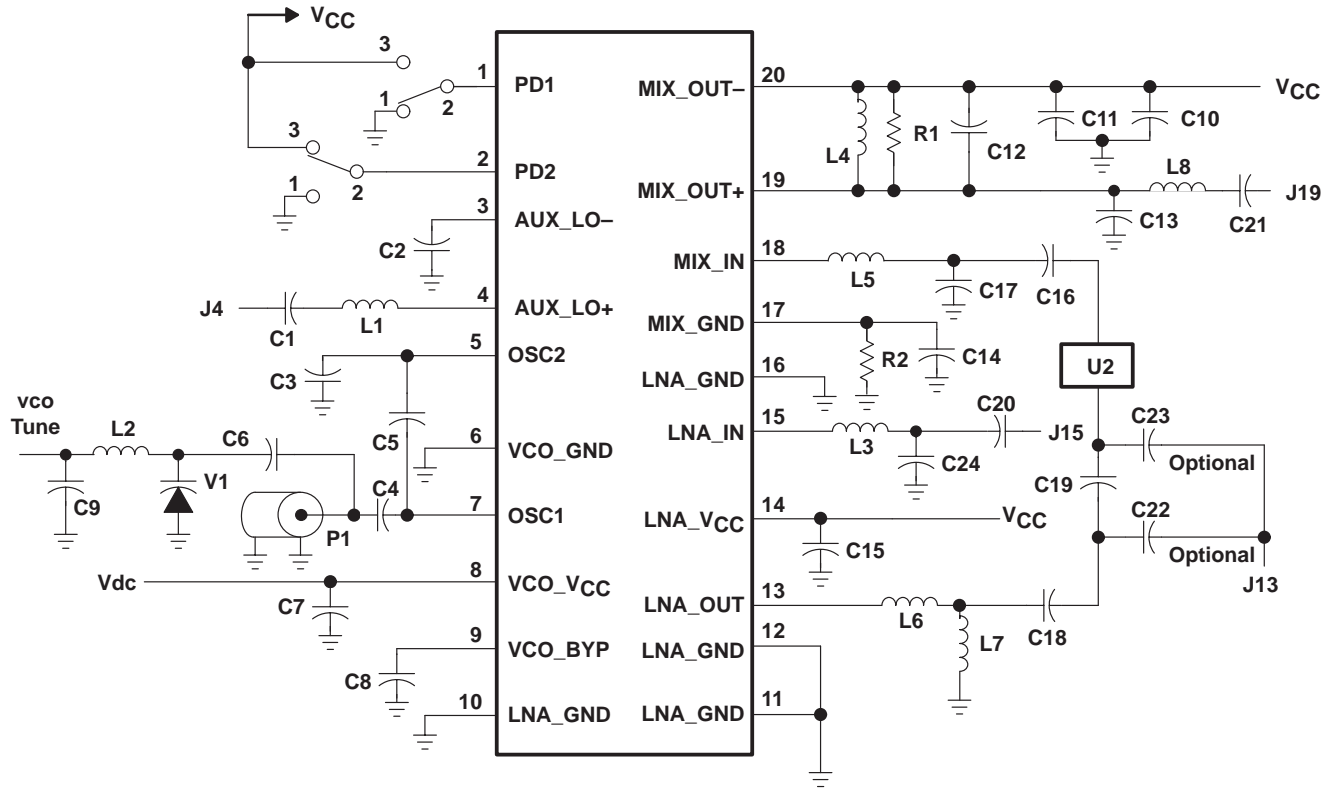 VCC
3
1
2
1
PD1
3
1
2
2
PD2
3
AUX_LO–
C2
J4
C1
L1
4
AUX_LO+
5
OSC2
C3
C5
vco
Tune
L2
C6
C9
V1
P1
C4
6
VCO_GND
7
OSC1
Vdc
C7
8
VCO_VCC
9
VCO_BYP
C8
10
LNA_GND
MIX_OUT–
20
VCC
L4
R1
C12
C11
C10
MIX_OUT+
19
C13
L8
C21
J19
MIX_IN
18
L5
C17
C16
MIX_GND
17
R2
C14
U2
LNA_GND
16
LNA_IN
15
L3
C24
C20
J15
C23
Optional
C19
C22
Optional
J13
LNA_VCC
14
C15
VCC
LNA_OUT
13
L6
L7
C18
LNA_GND
12
LNA_GND
11